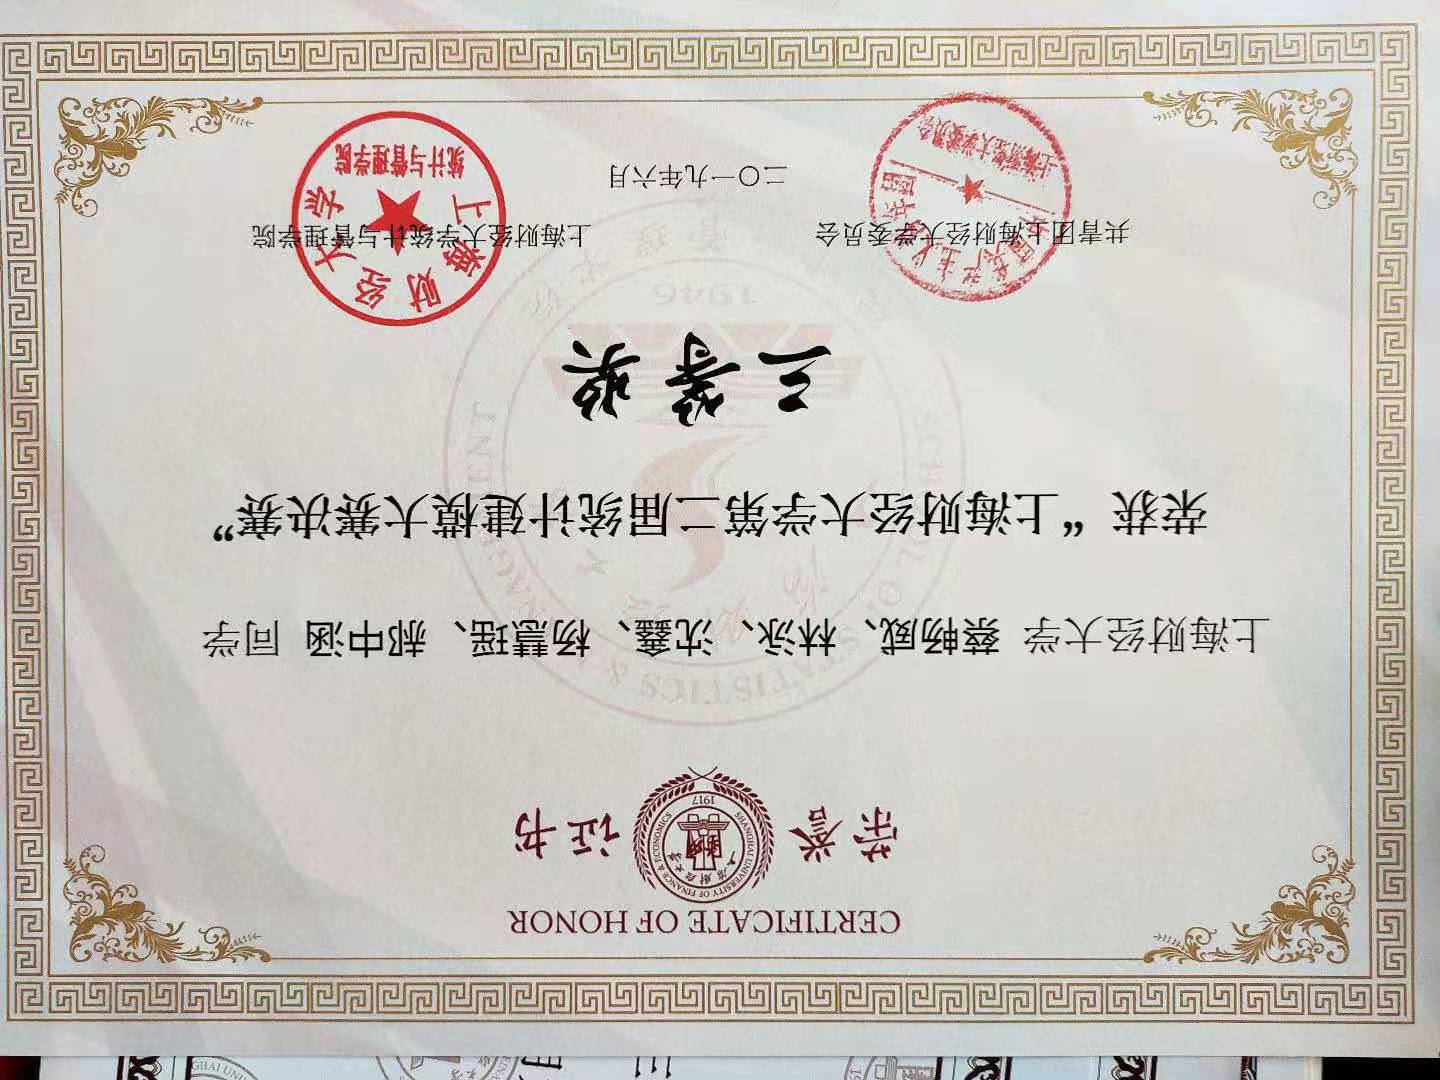 CERTIFICATE OF HONOR
荣誉 证书
SHANGHAI UNIVERSITY OF FINANCE & ECONOMICS
上海财经大学
1917
SCHOOL OF STATISTICS & MANAGEMENT
上海财经大学 蔡畅威、林泳、沈鑫、杨慧瑶、郝中涵 同学
荣获“上海财经大学第二届统计建模大赛决赛”
三等奖
1946
共青团上海财经大学委员会
上海财经大学统计与管理学院
二〇一九年六月
中国共产主义青年团
上海财经大学委员会
上海财经大学
统计与管理学院